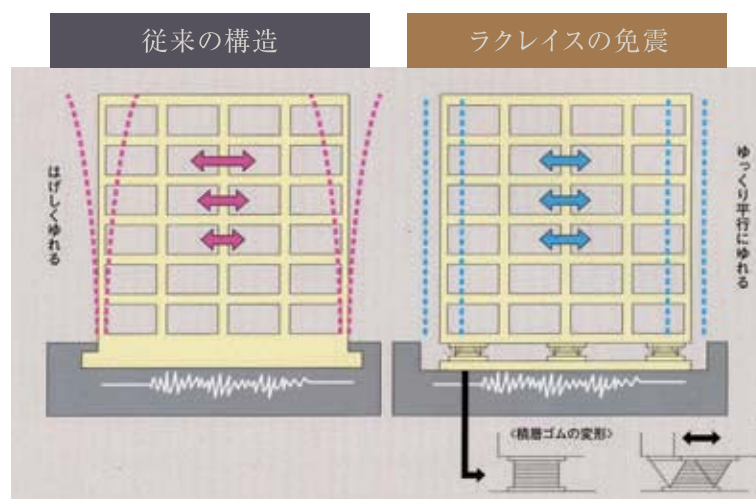 従来の構造
ラクレイスの免震
はげしくゆれる
ゆっくり平行にゆれる
〈積層ゴムの変形〉